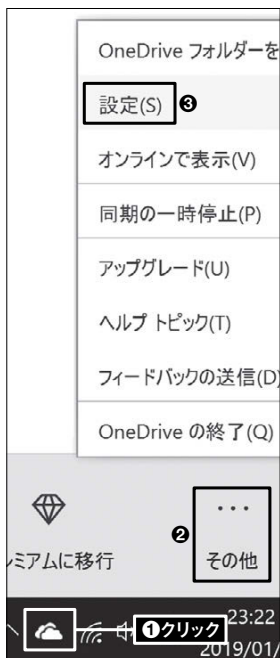 OneDrive フォルダーを
設定(S) ❸
オンラインで表示(V)
同期の一時停止(P)
アップグレード(U)
ヘルプ トピック(T)
フィードバックの送信(D)
OneDrive の終了(Q)
❷
ミアムに移行
その他
❶クリック
23:22
2019/01/